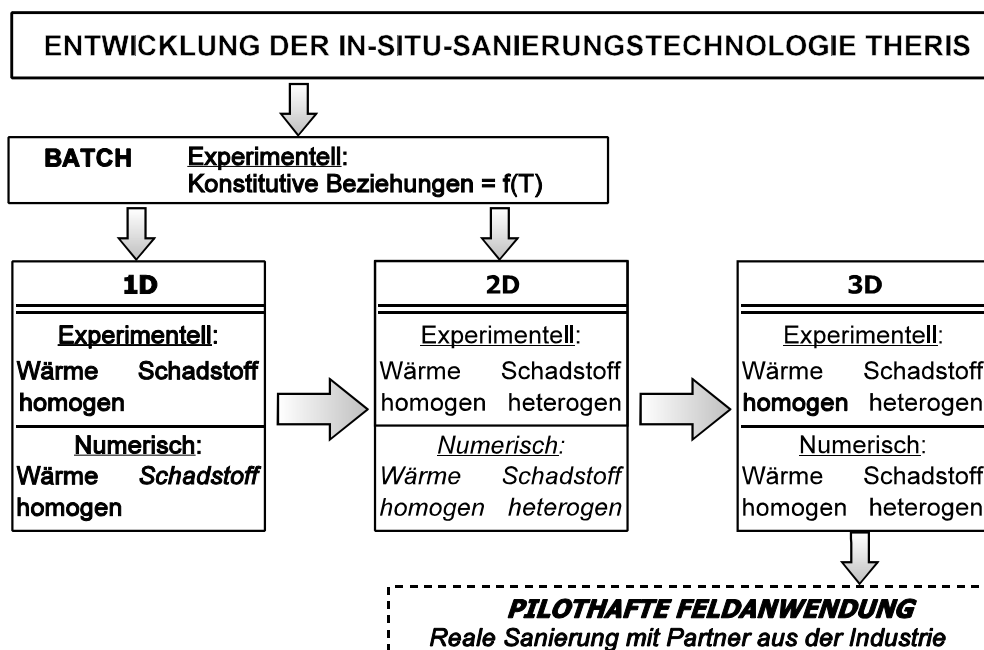 ENTWICKLUNG DER IN-SITU-SANIERUNGSTECHNOLOGIE THERIS
BATCH Experimentell:
Konstitutive Beziehungen = f(T)
1D
Experimentell:
Wärme Schadstoff
homogen
Numerisch:
Wärme Schadstoff
homogen
2D
Experimentell:
Wärme Schadstoff
homogen heterogen
Numerisch:
Wärme Schadstoff
homogen heterogen
3D
Experimentell:
Wärme Schadstoff
homogen heterogen
Numerisch:
Wärme Schadstoff
homogen heterogen
PILOTHAFTE FELDANWENDUNG
Reale Sanierung mit Partner aus der Industrie